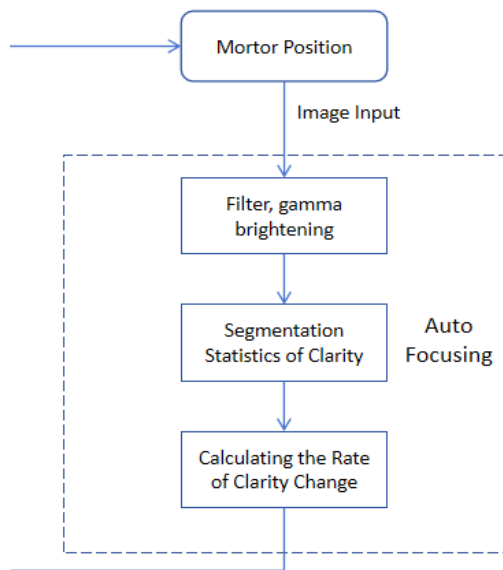 Mortor Position
Image Input
Filter, gamma
brightening
Segmentation
Statistics of Clarity
Auto
Focusing
Calculating the Rate
of Clarity Change